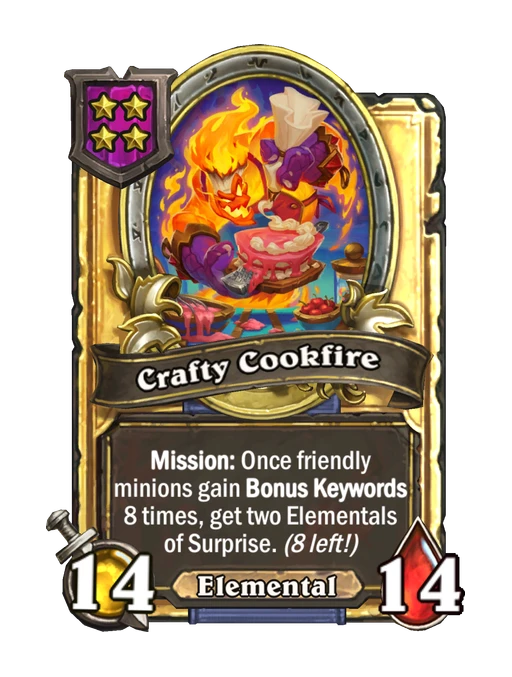 Crafty Cookfire
Mission: Once friendly
minions gain Bonus Keywords
8 times, get two Elementals
of Surprise. (8 left!)
14
Elemental
14